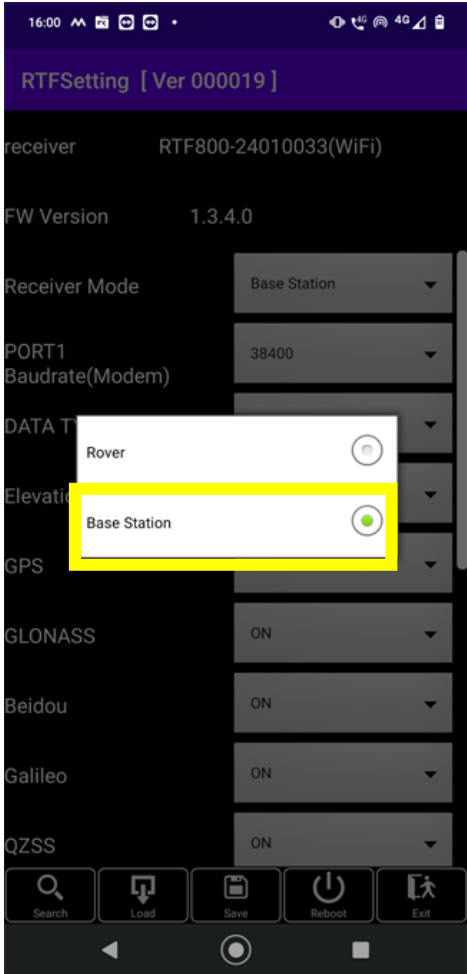 16:00
4G
4G
RTFSetting [ Ver 000019 ]
receiver RTF800-24010033(WiFi)
FW Version 1.3.4.0
Receiver Mode Base Station
PORT1
Baudrate(Modem) 38400
DATA T
Rover
Elevatio
Base Station
GPS
GLONASS ON
Beidou ON
Galileo ON
QZSS ON
Search Load Save Reboot Exit